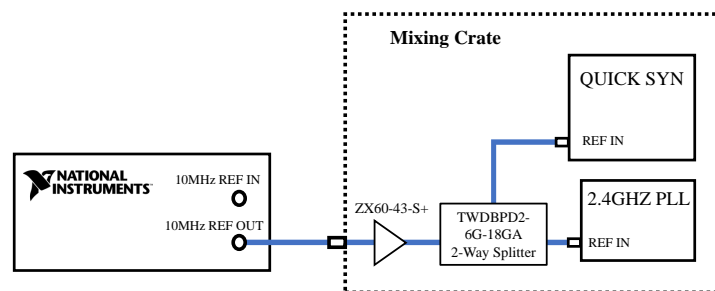 Mixing Crate
QUICK SYN
REF IN
NATIONAL
INSTRUMENTS™
10MHz REF IN
10MHz REF OUT
ZX60-43-S+
TWDBPD2-
6G-18GA
2-Way Splitter
2.4GHZ PLL
REF IN